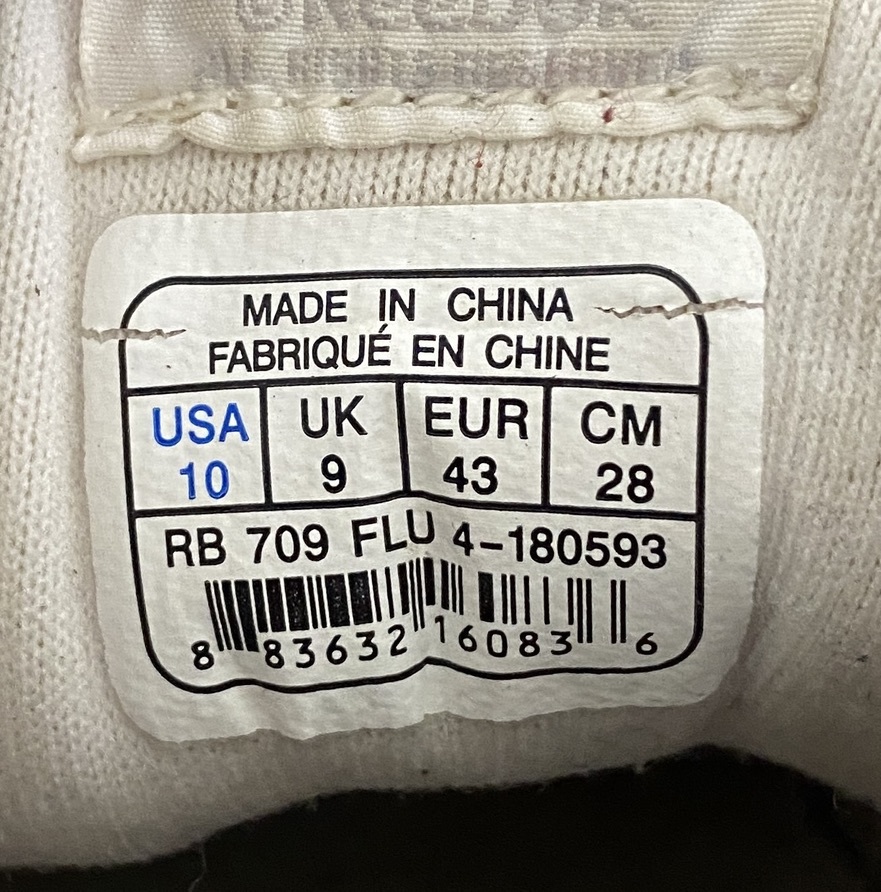 Reebok
MADE IN CHINA
FABRIQUÉ EN CHINE
USA UK EUR CM
10 9 43 28
RB 709 FLU 4-180593
8 83632 16083 6